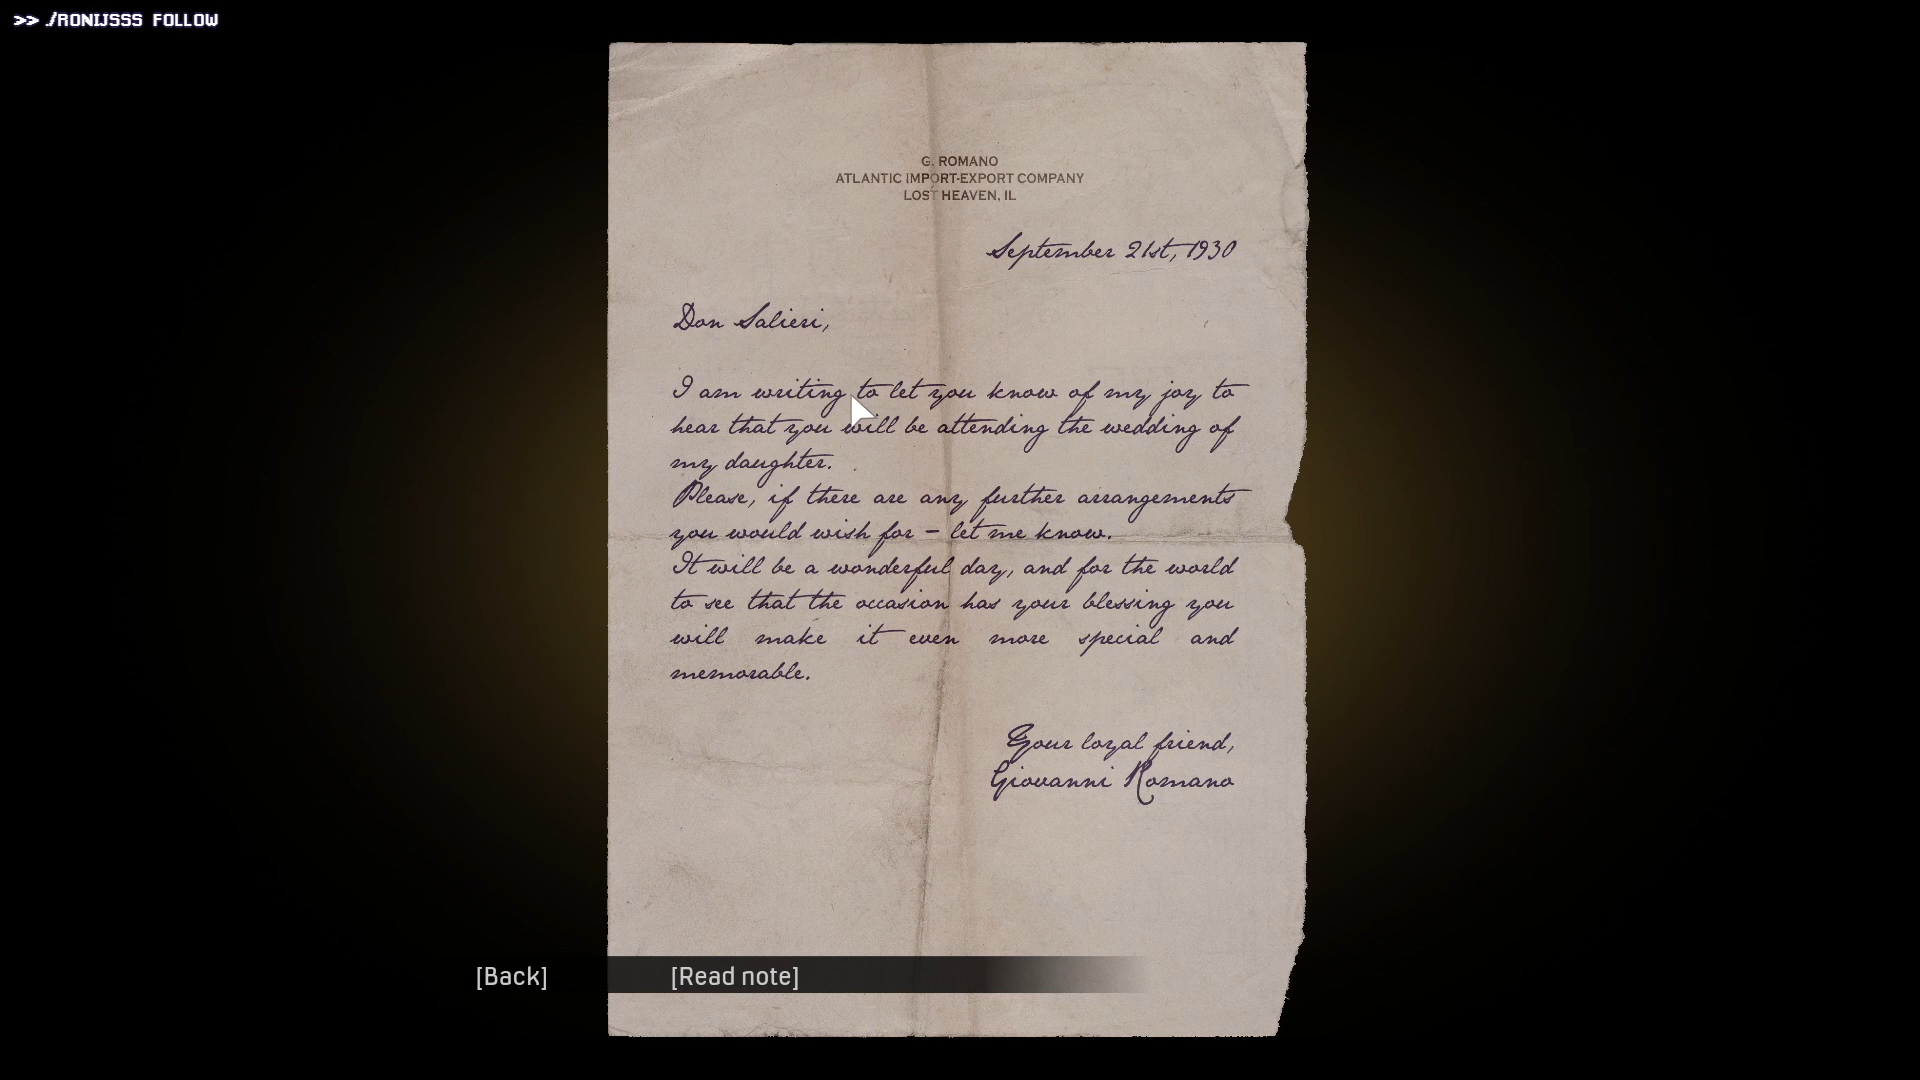 >> ./RONIJSSS FOLLOW
G. ROMANO
ATLANTIC IMPORT-EXPORT COMPANY
LOST HEAVEN, IL
September 21st, 1930
Don Salieri,
I am writing to let you know of my joy to
hear that you will be attending the wedding of
my daughter.
Please, if there are any further arrangements
you would wish for – let me know.
It will be a wonderful day, and for the world
to see that the occasion has your blessing you
will make it even more special and
memorable.
Your loyal friend,
Giovanni Romano
[Back] [Read note]